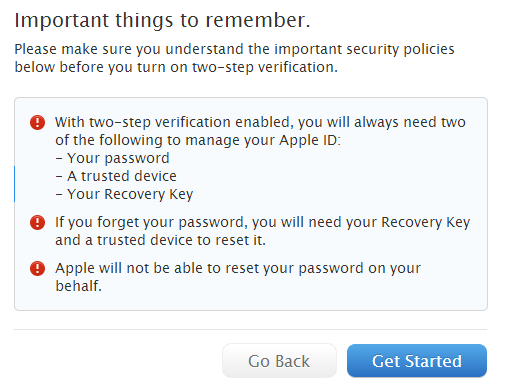 Important things to remember.
Please make sure you understand the important security policies
below before you turn on two-step verification.
With two-step verification enabled, you will always need two
of the following to manage your Apple ID:
- Your password
- A trusted device
- Your Recovery Key
If you forget your password, you will need your Recovery Key
and a trusted device to reset it.
Apple will not be able to reset your password on your
behalf.
Go Back
Get Started